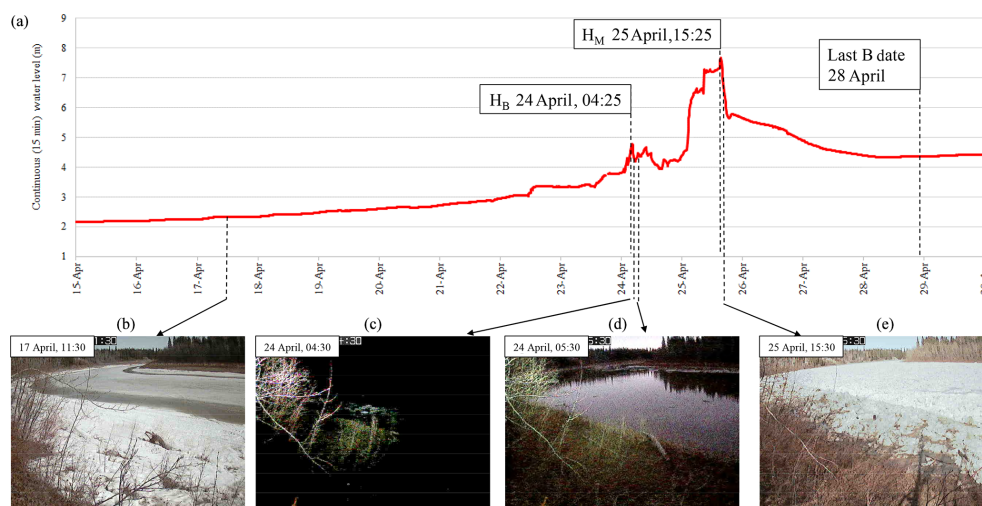 (a)
Continuous (15 min) water level (m)
9
8
7
6
5
4
3
2
1
H_M 25 April, 15:25
H_B 24 April, 04:25
Last B date
28 April
15-Apr
16-Apr
17-Apr
18-Apr
19-Apr
20-Apr
21-Apr
22-Apr
23-Apr
24-Apr
25-Apr
26-Apr
27-Apr
28-Apr
29-Apr
(b)
(c)
(d)
(e)
17 April, 11:30
24 April, 04:30
24 April, 05:30
25 April, 15:30